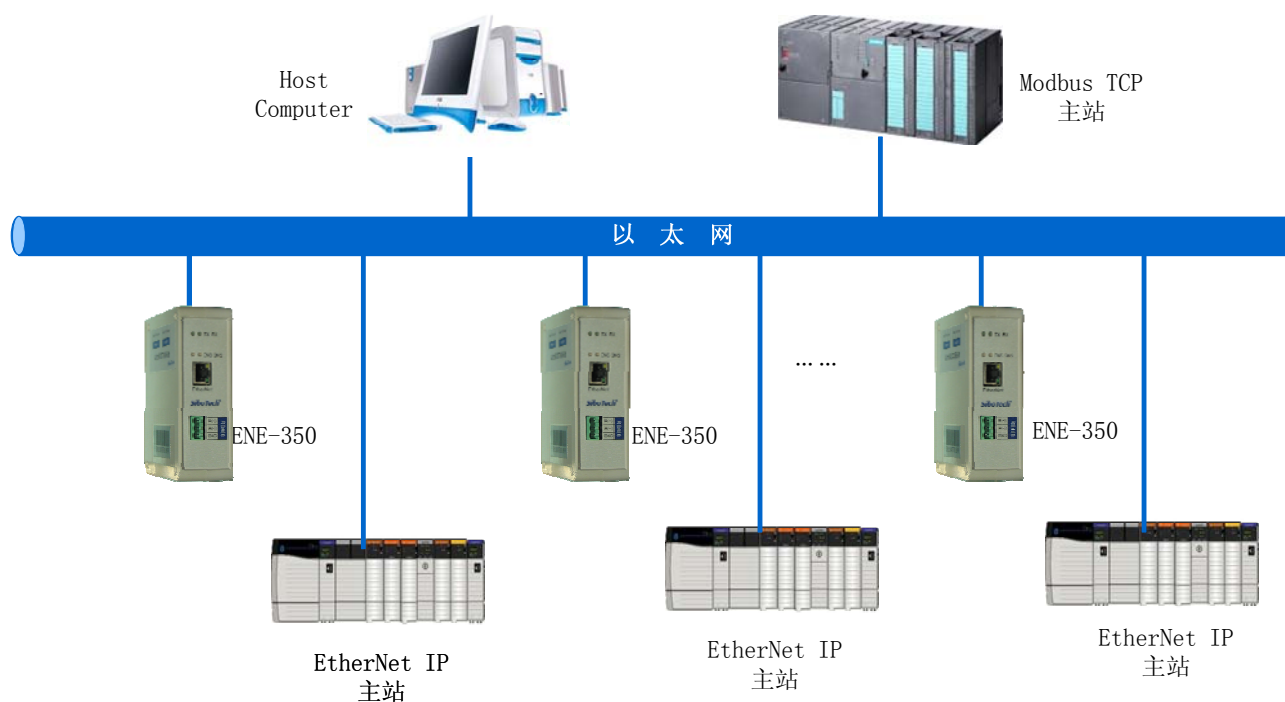 Host
Computer
Modbus TCP
主站
以 太 网
ENE-350
ENE-350
……
ENE-350
EtherNet IP
主站
EtherNet IP
主站
EtherNet IP
主站